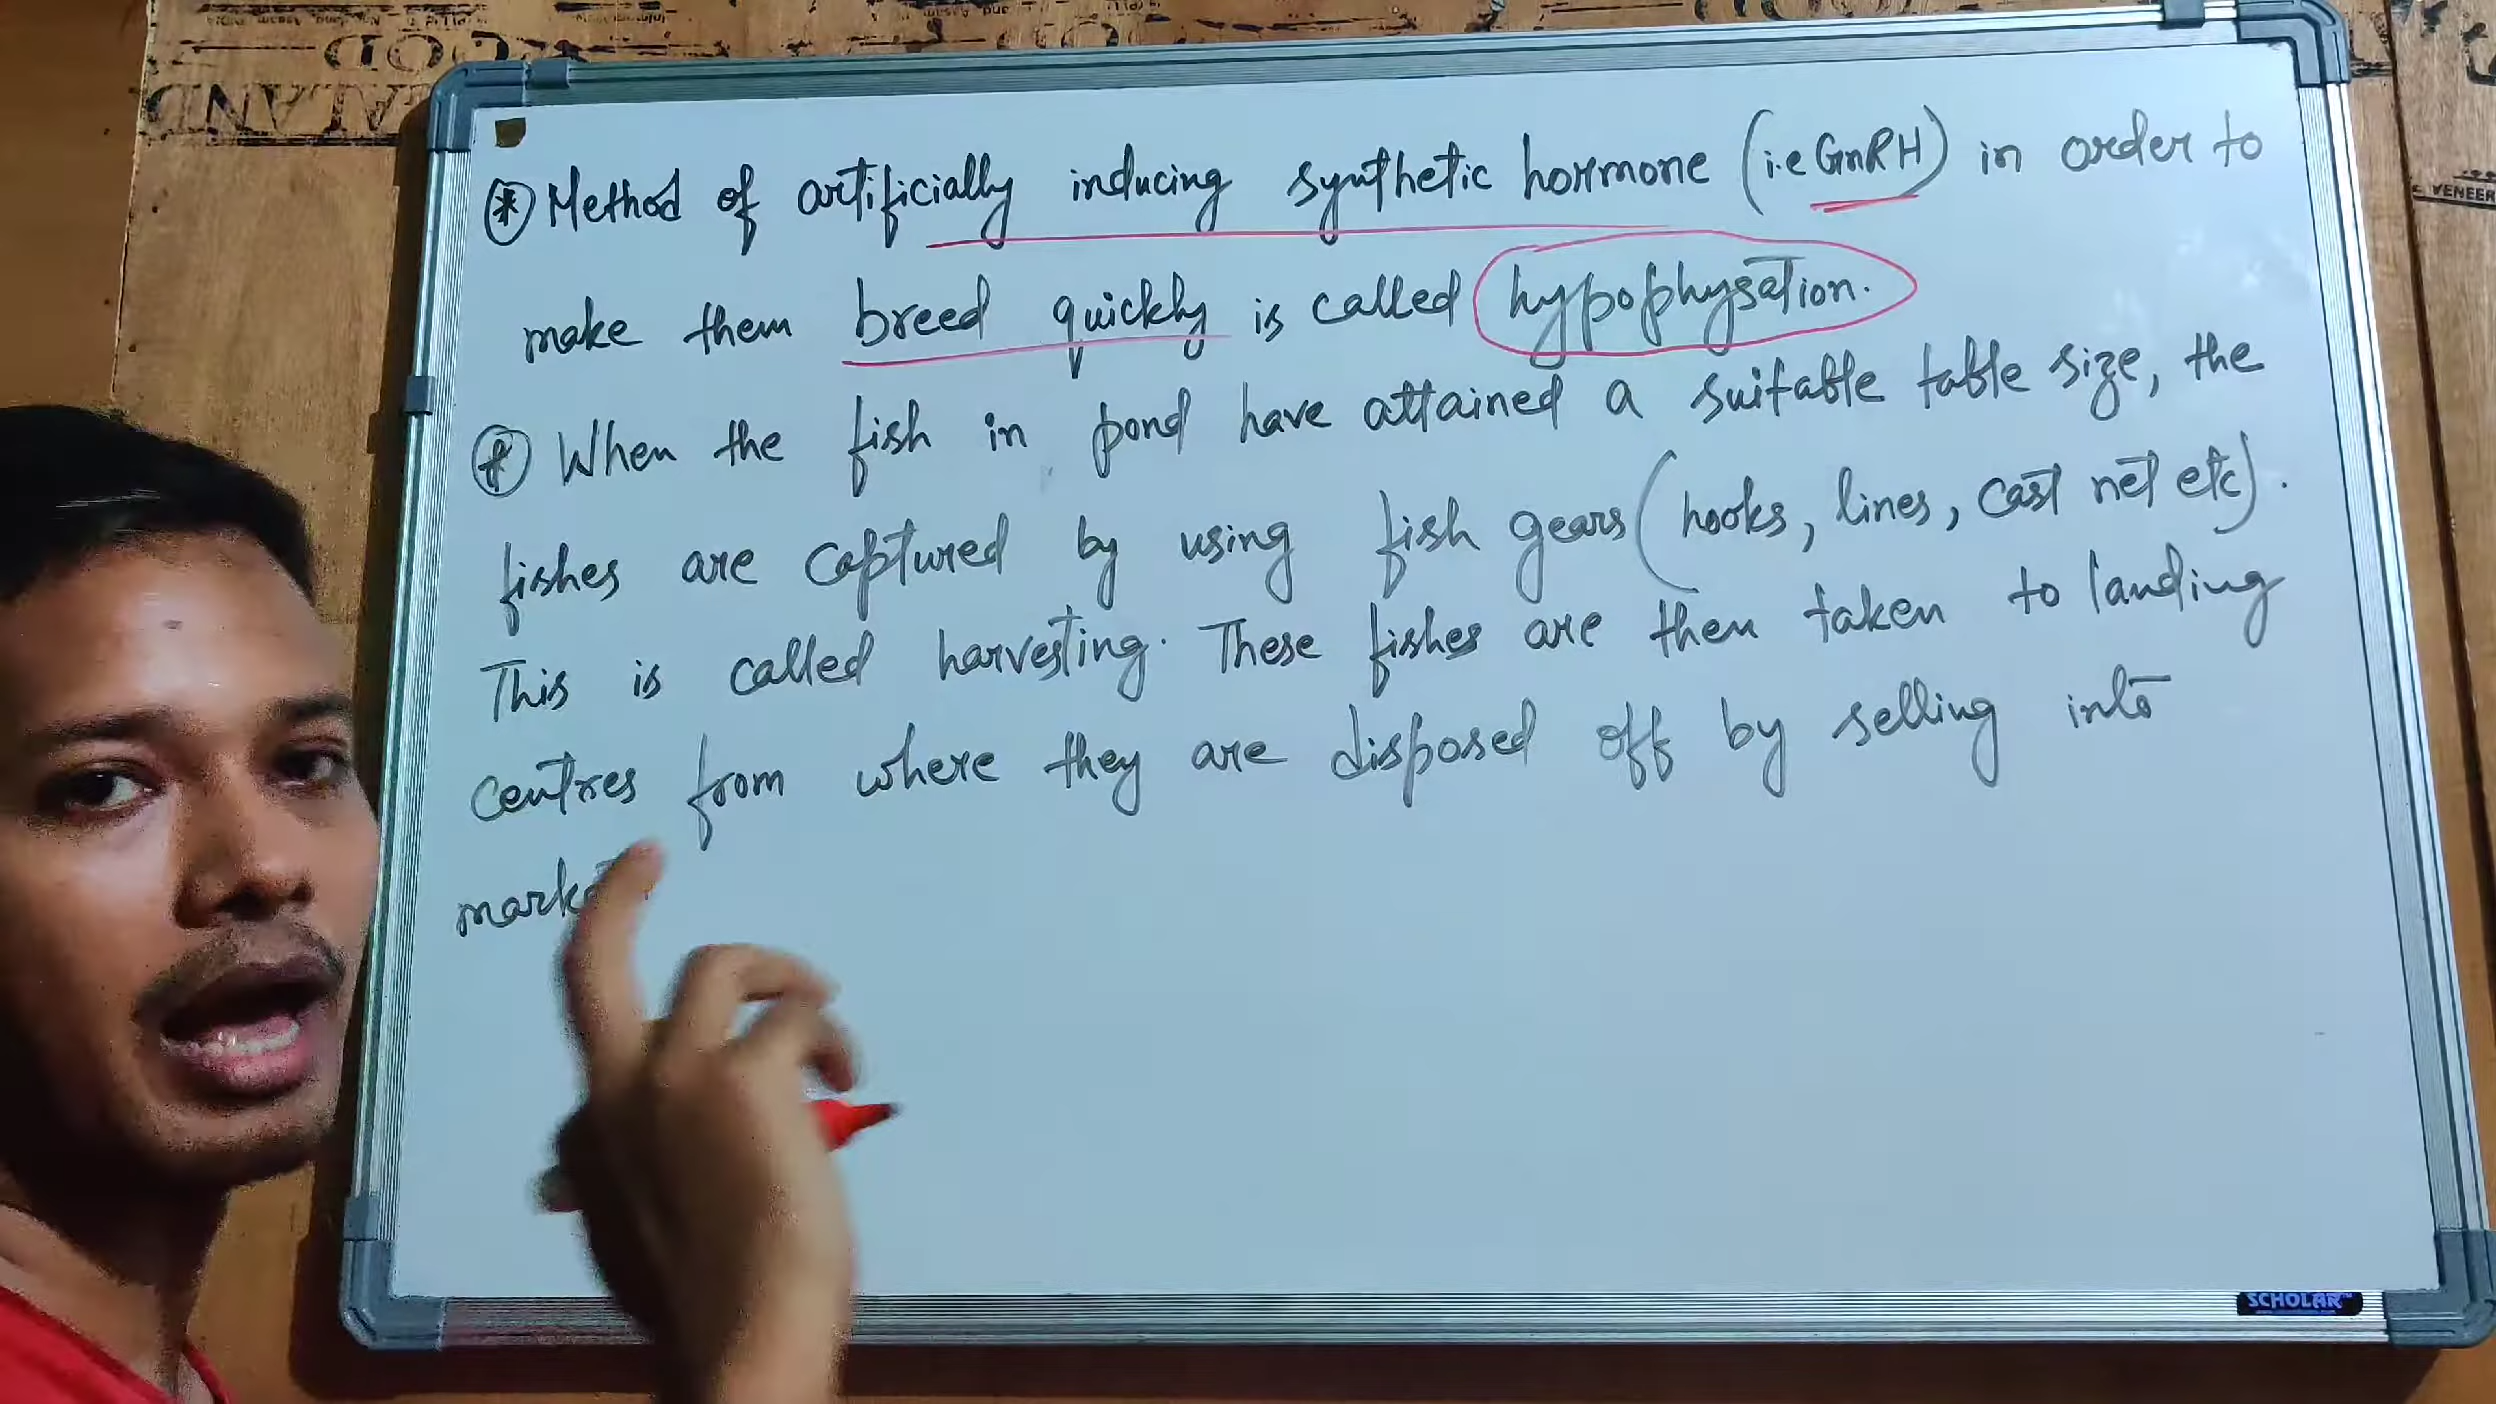 ⊛ Method of artificially inducing synthetic hormone (i.e GnRH) in order to
make them breed quickly is called hypophysation.
⊛ When the fish in pond have attained a suitable table size, the
fishes are captured by using fish gears (hooks, lines, cast net etc).
This is called harvesting. These fishes are then taken to landing
centres from where they are disposed off by selling into
SCHOLAR
VENEER